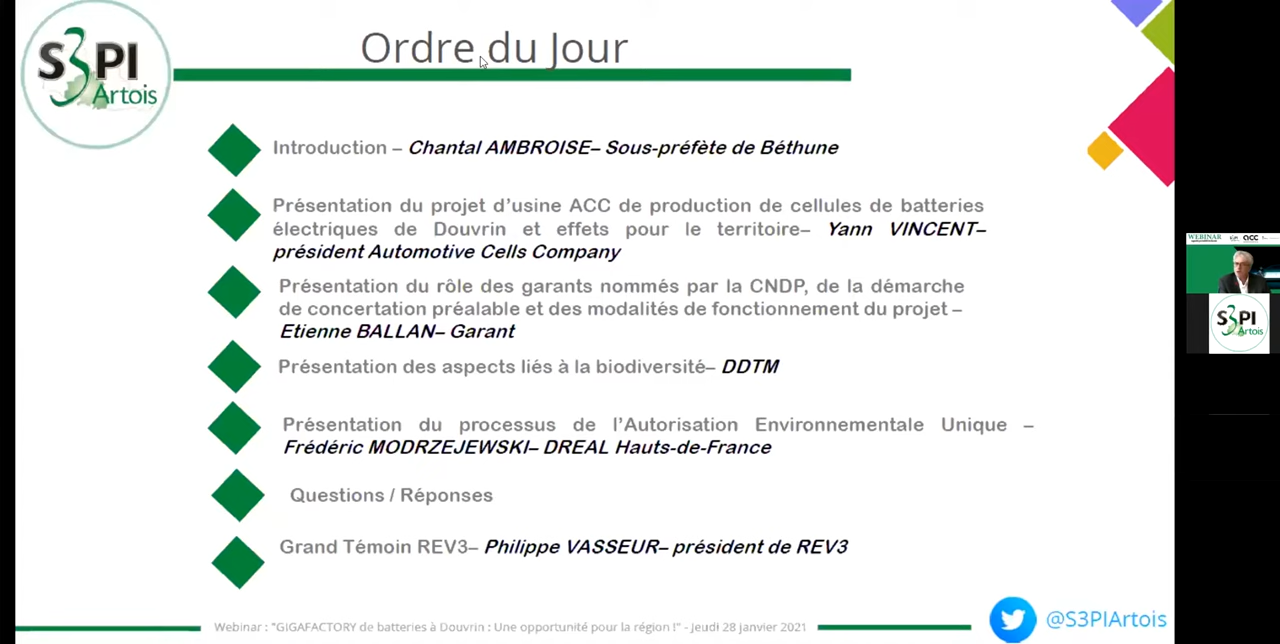 S3PI
Artois
Ordre du Jour
Introduction – Chantal AMBROISE– Sous-préfète de Béthune
Présentation du projet d’usine ACC de production de cellules de batteries
électriques de Douvrin et effets pour le territoire– Yann VINCENT–
président Automotive Cells Company
Présentation du rôle des garants nommés par la CNDP, de la démarche
de concertation préalable et des modalités de fonctionnement du projet –
Etienne BALLAN– Garant
Présentation des aspects liés à la biodiversité– DDTM
Présentation du processus de l’Autorisation Environnementale Unique –
Frédéric MODRZEJEWSKI– DREAL Hauts-de-France
Questions / Réponses
Grand Témoin REV3– Philippe VASSEUR– président de REV3
Webinar : "GIGAFACTORY de batteries à Douvrin : Une opportunité pour la région !" - Jeudi 28 janvier 2021
@S3PIArtois
WEBINAR
acc
S3PI
Artois